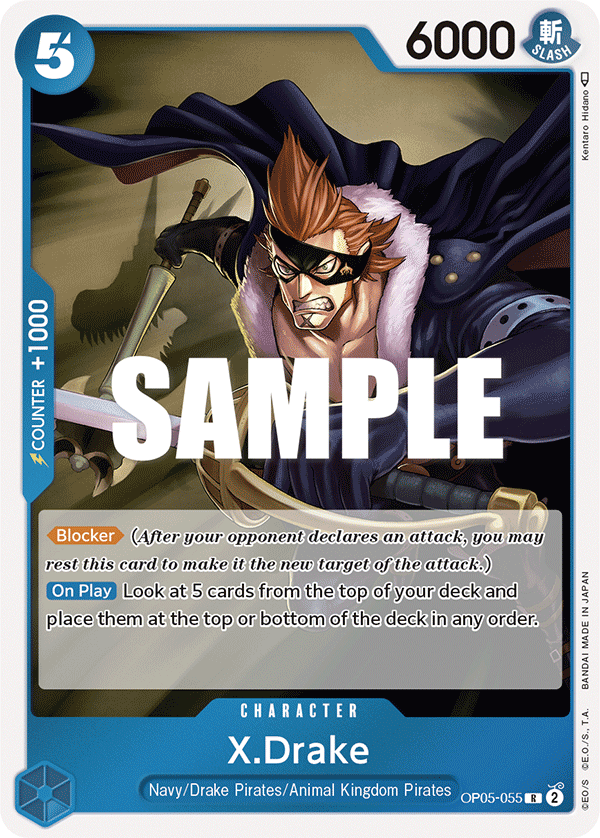 5
6000
斬
SLASH
Kentaro Hidano
COUNTER +1000
SAMPLE
Blocker (After your opponent declares an attack, you may
rest this card to make it the new target of the attack.)
On Play Look at 5 cards from the top of your deck and
place them at the top or bottom of the deck in any order.
CHARACTER
X.Drake
Navy/Drake Pirates/Animal Kingdom Pirates
OP05-055 R 2
©EO/S ©E.O./S., T.A. BANDAI MADE IN JAPAN